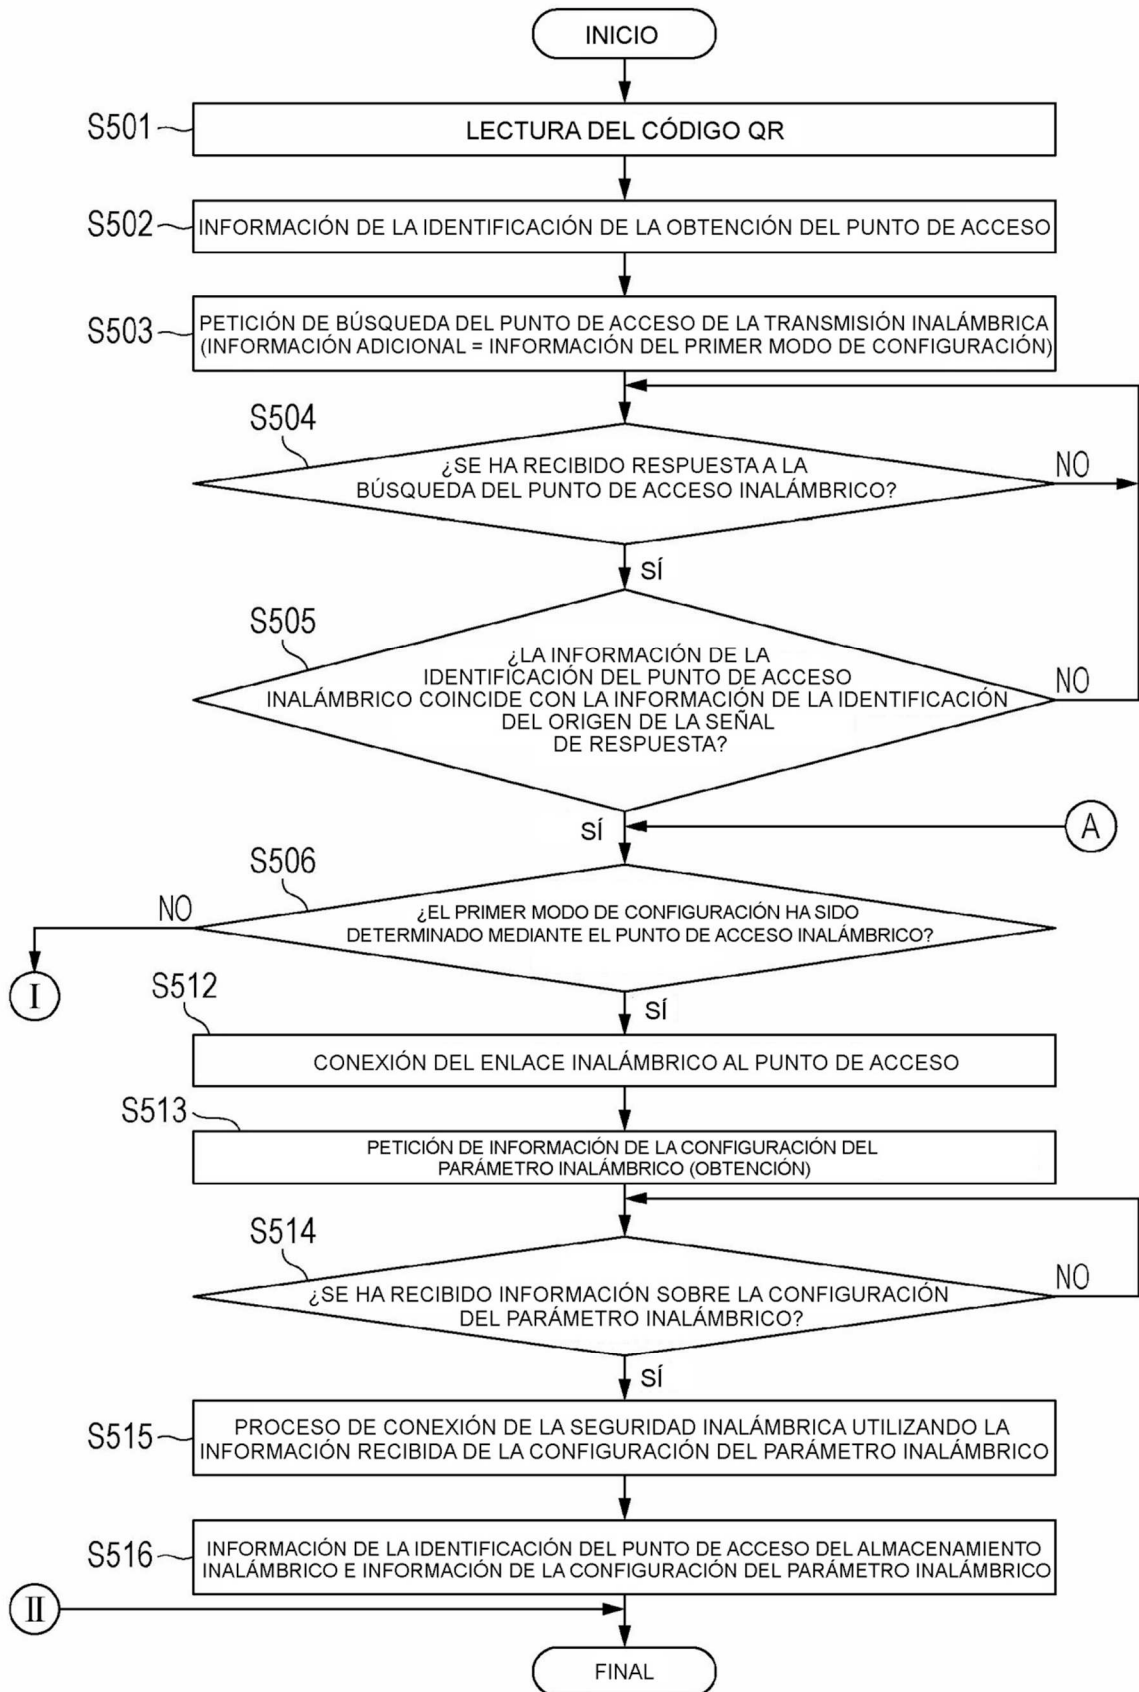 INICIO
S501
LECTURA DEL CÓDIGO QR
S502
INFORMACIÓN DE LA IDENTIFICACIÓN DE LA OBTENCIÓN DEL PUNTO DE ACCESO
S503
PETICIÓN DE BÚSQUEDA DEL PUNTO DE ACCESO DE LA TRANSMISIÓN INALÁMBRICA
(INFORMACIÓN ADICIONAL = INFORMACIÓN DEL PRIMER MODO DE CONFIGURACIÓN)
S504
¿SE HA RECIBIDO RESPUESTA A LA
BÚSQUEDA DEL PUNTO DE ACCESO INALÁMBRICO?
NO
SÍ
S505
¿LA INFORMACIÓN DE LA
IDENTIFICACIÓN DEL PUNTO DE ACCESO
INALÁMBRICO COINCIDE CON LA INFORMACIÓN DE LA IDENTIFICACIÓN
DEL ORIGEN DE LA SEÑAL
DE RESPUESTA?
NO
SÍ
A
S506
NO
¿EL PRIMER MODO DE CONFIGURACIÓN HA SIDO
DETERMINADO MEDIANTE EL PUNTO DE ACCESO INALÁMBRICO?
I
SÍ
S512
CONEXIÓN DEL ENLACE INALÁMBRICO AL PUNTO DE ACCESO
S513
PETICIÓN DE INFORMACIÓN DE LA CONFIGURACIÓN DEL
PARÁMETRO INALÁMBRICO (OBTENCIÓN)
S514
¿SE HA RECIBIDO INFORMACIÓN SOBRE LA CONFIGURACIÓN
DEL PARÁMETRO INALÁMBRICO?
NO
SÍ
S515
PROCESO DE CONEXIÓN DE LA SEGURIDAD INALÁMBRICA UTILIZANDO LA
INFORMACIÓN RECIBIDA DE LA CONFIGURACIÓN DEL PARÁMETRO INALÁMBRICO
S516
INFORMACIÓN DE LA IDENTIFICACIÓN DEL PUNTO DE ACCESO DEL ALMACENAMIENTO
INALÁMBRICO E INFORMACIÓN DE LA CONFIGURACIÓN DEL PARÁMETRO INALÁMBRICO
II
FINAL